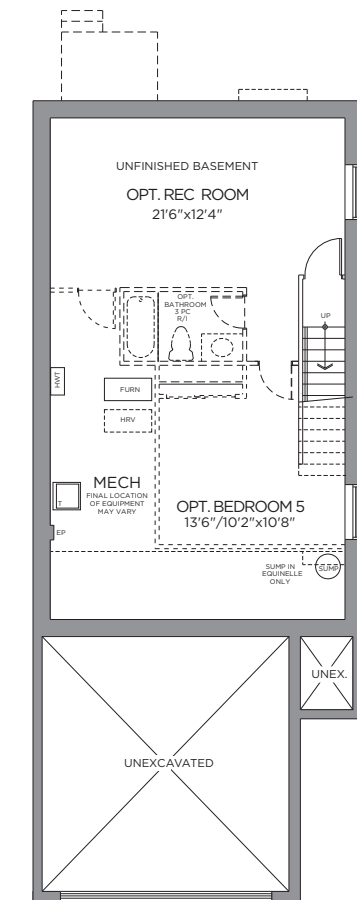 UNFINISHED BASEMENT
OPT. REC ROOM
21'6"x12'4"
OPT.
BATHROOM
3 PC
R/I
UP
HWT
FURN
HRV
MECH
FINAL LOCATION
OF EQUIPMENT
MAY VARY
T
EP
OPT. BEDROOM 5
13'6"/10'2"x10'8"
SUMP IN
EQUINELLE
ONLY
SUMP
UNEX.
UNEXCAVATED